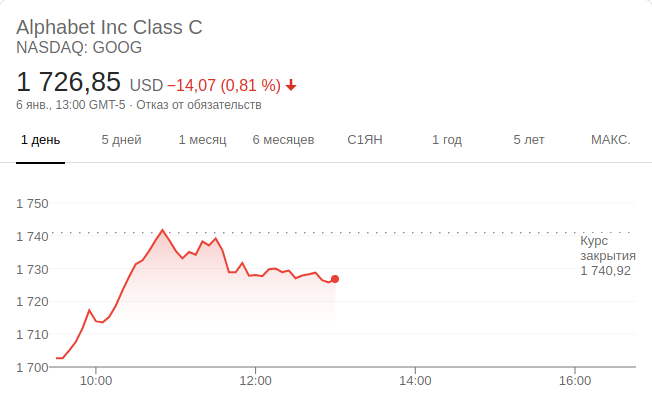 Alphabet Inc Class C
NASDAQ: GOOG
1 726,85 USD −14,07 (0,81 %)
6 янв., 13:00 GMT-5 · Отказ от обязательств
1 день 5 дней 1 месяц 6 месяцев С1ЯН 1 год 5 лет МАКС.
1 750
1 740
Курс
закрытия
1 740,92
1 730
1 720
1 710
1 700
10:00 12:00 14:00 16:00